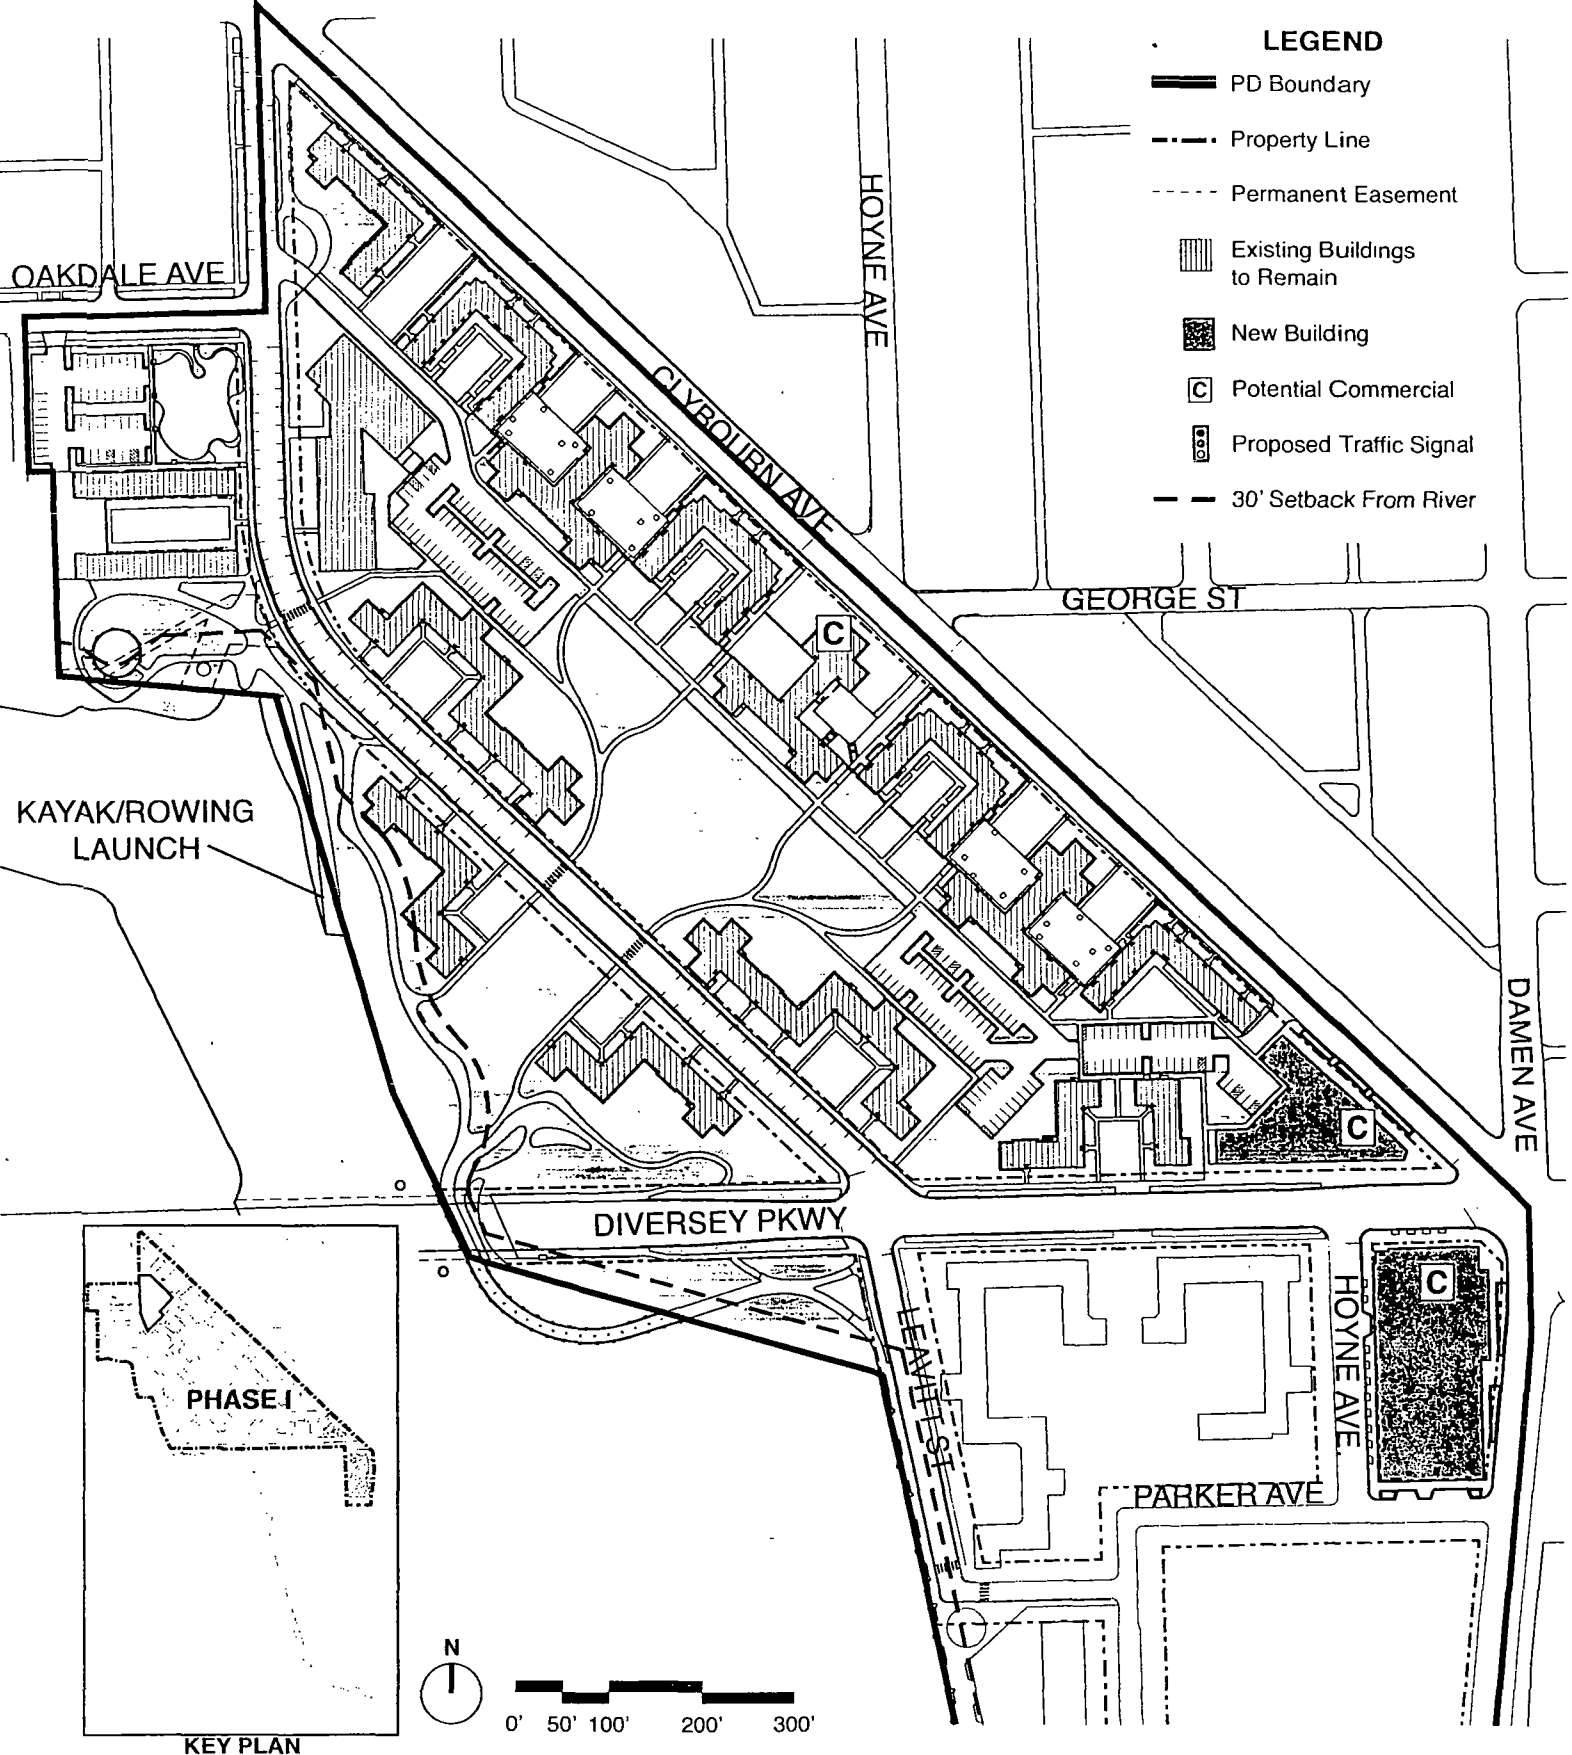 LEGEND
PD Boundary
Property Line
Permanent Easement
Existing Buildings
to Remain
New Building
C Potential Commercial
Proposed Traffic Signal
30' Setback From River
OAKDALE AVE
HOYNE AVE
CLYBOURN AVE
C
GEORGE ST
KAYAK/ROWING
LAUNCH
DAMEN AVE
C
DIVERSEY PKWY
C
HOYNE AVE
LEAVITT ST
PARKER AVE
PHASE I
KEY PLAN
N
0' 50' 100' 200' 300'